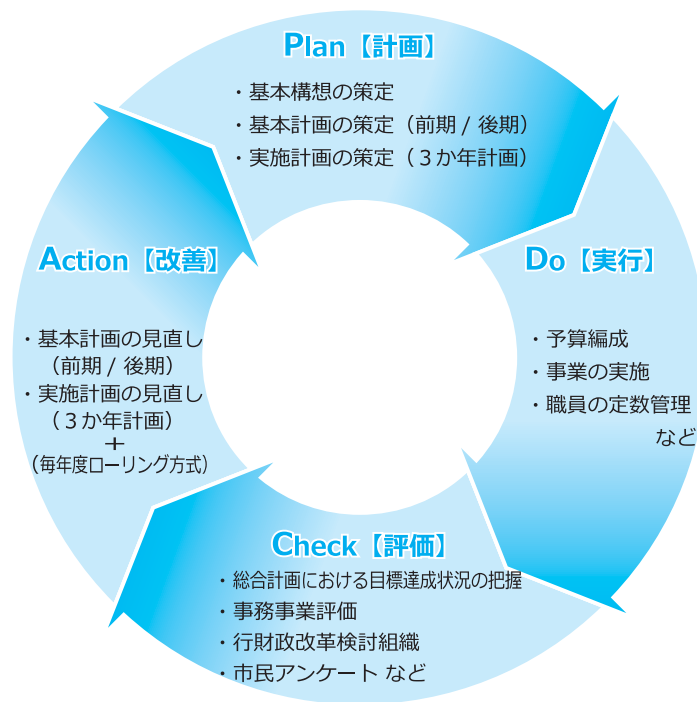 Plan【計画】
・基本構想の策定
・基本計画の策定（前期 / 後期）
・実施計画の策定（３か年計画）
Do【実行】
・予算編成
・事業の実施
・職員の定数管理
など
Check【評価】
・総合計画における目標達成状況の把握
・事務事業評価
・行財政改革検討組織
・市民アンケート など
Action【改善】
・基本計画の見直し
（前期 / 後期）
・実施計画の見直し
（３か年計画）
＋
（毎年度ローリング方式）